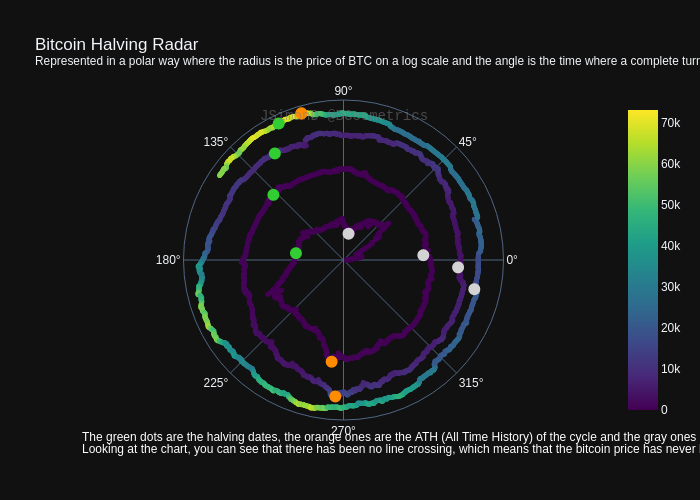 Bitcoin Halving Radar
Represented in a polar way where the radius is the price of BTC on a log scale and the angle is the time where a complete turn
90°
135°
45°
180°
0°
225°
315°
270°
70k
60k
50k
40k
30k
20k
10k
0
The green dots are the halving dates, the orange ones are the ATH (All Time History) of the cycle and the gray ones
Looking at the chart, you can see that there has been no line crossing, which means that the bitcoin price has never